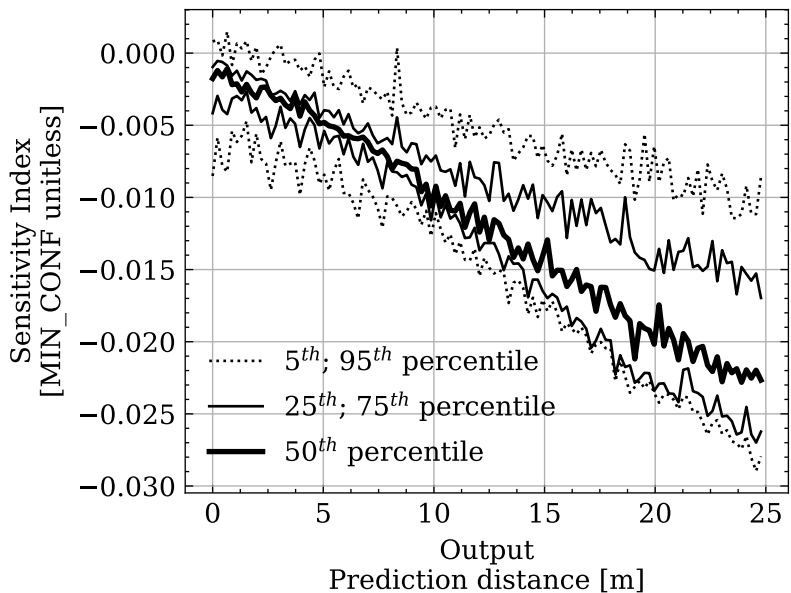 0.000
−0.005
−0.010
−0.015
−0.020
−0.025
−0.030
Sensitivity Index
[MIN_CONF unitless]
5th; 95th percentile
25th; 75th percentile
50th percentile
0 5 10 15 20 25
Output
Prediction distance [m]